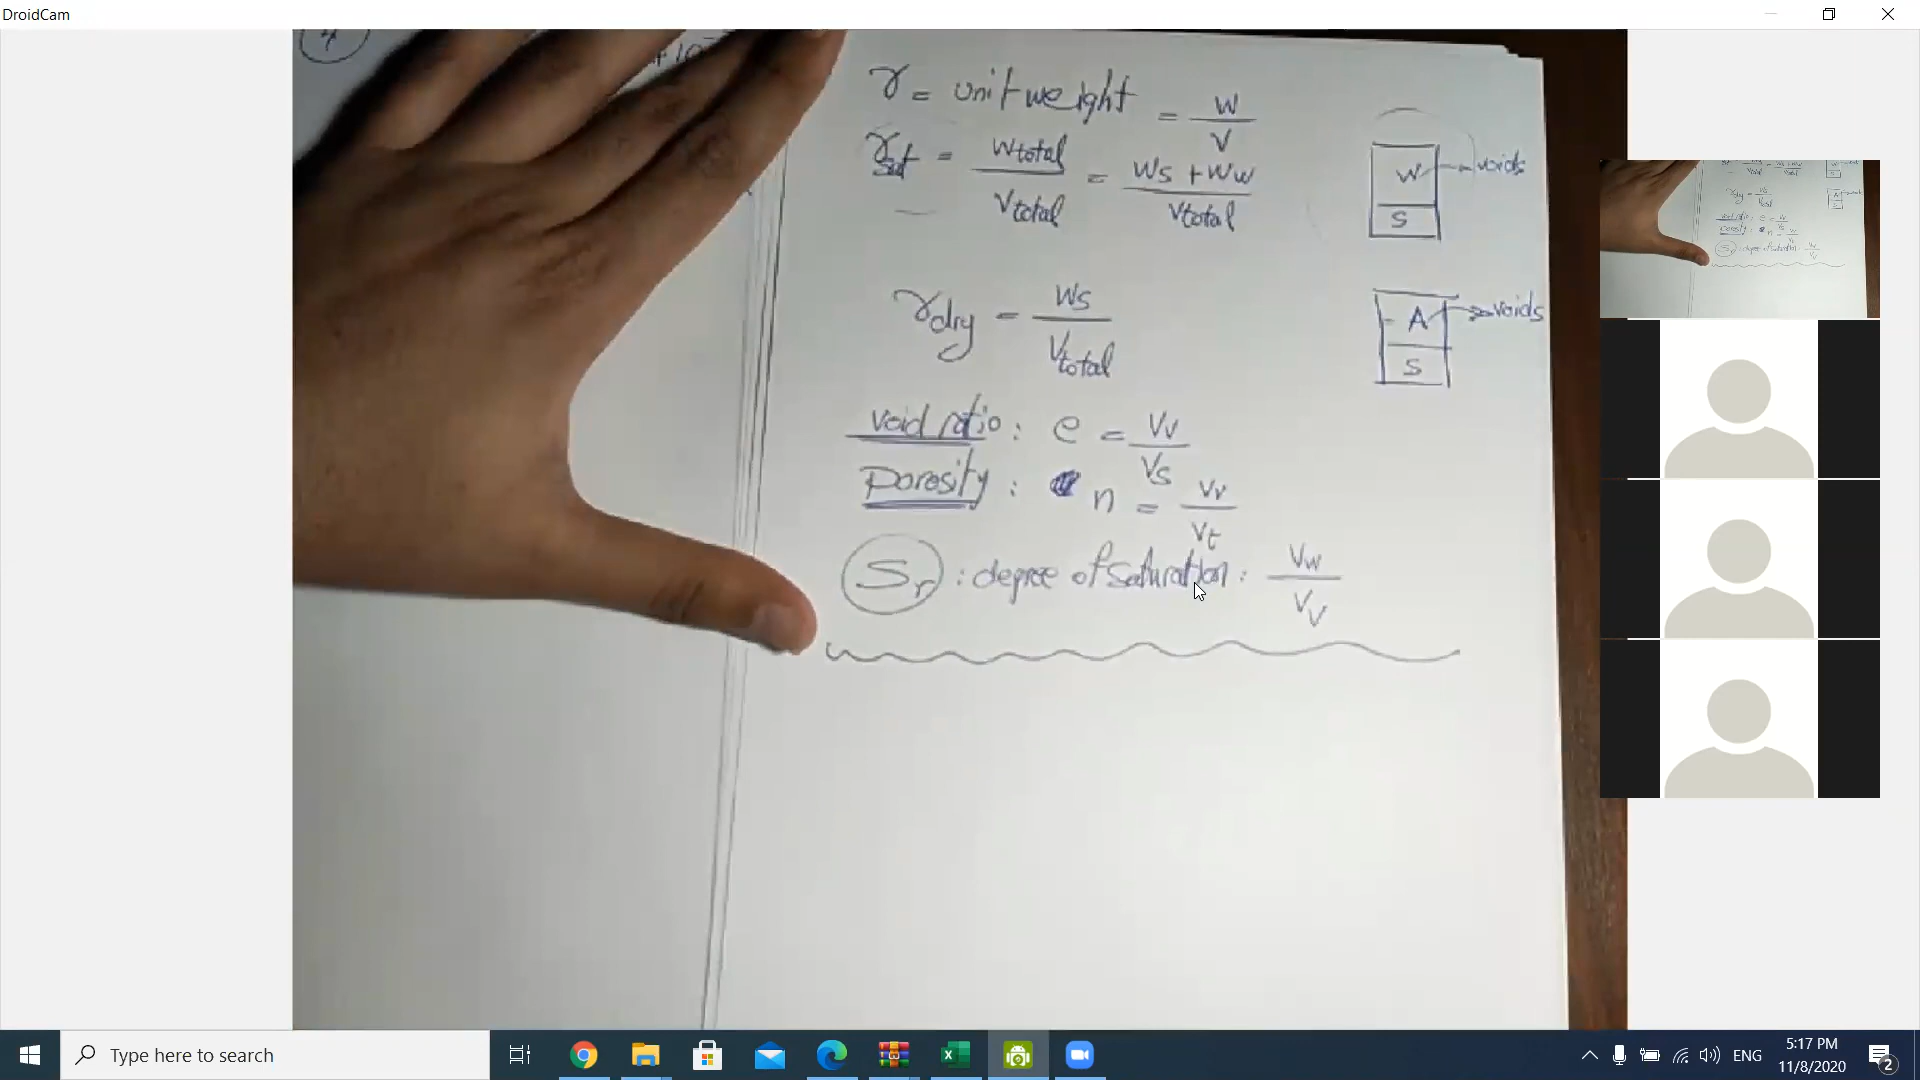 DroidCam
4
γ = unit weight = W / V
γsat = Wtotal / Vtotal = Ws + Ww / Vtotal
W → voids
S
γdry = Ws / Vtotal
A → voids
S
Void ratio : e = Vv / Vs
Porosity : n = Vv / Vt
Sr : degree of Saturation : Vw / Vv
Type here to search
ENG
5:17 PM
11/8/2020
2